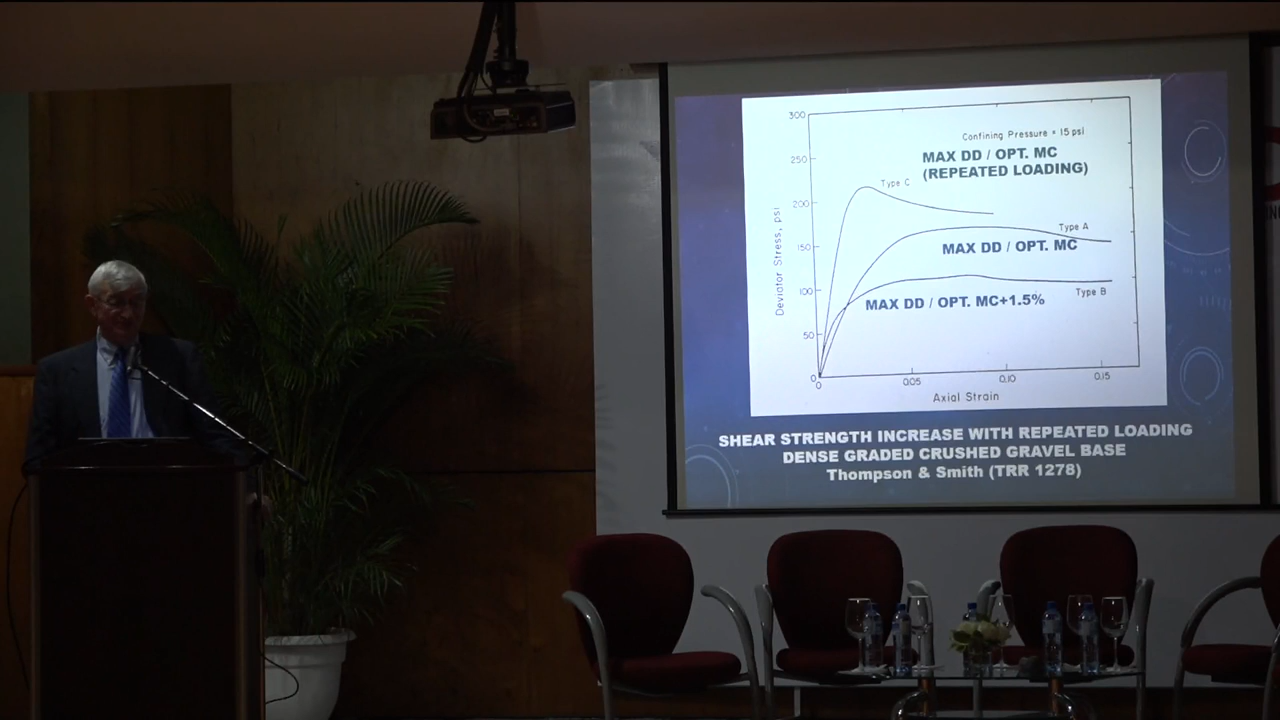 300
Confining Pressure = 15 psi
MAX DD / OPT. MC
(REPEATED LOADING)
250
Type C
200
Type A
150
MAX DD / OPT. MC
100
Type B
MAX DD / OPT. MC+1.5%
50
0
0
0.05
0.10
0.15
Deviator Stress, psi
Axial Strain
SHEAR STRENGTH INCREASE WITH REPEATED LOADING
DENSE GRADED CRUSHED GRAVEL BASE
Thompson & Smith (TRR 1278)